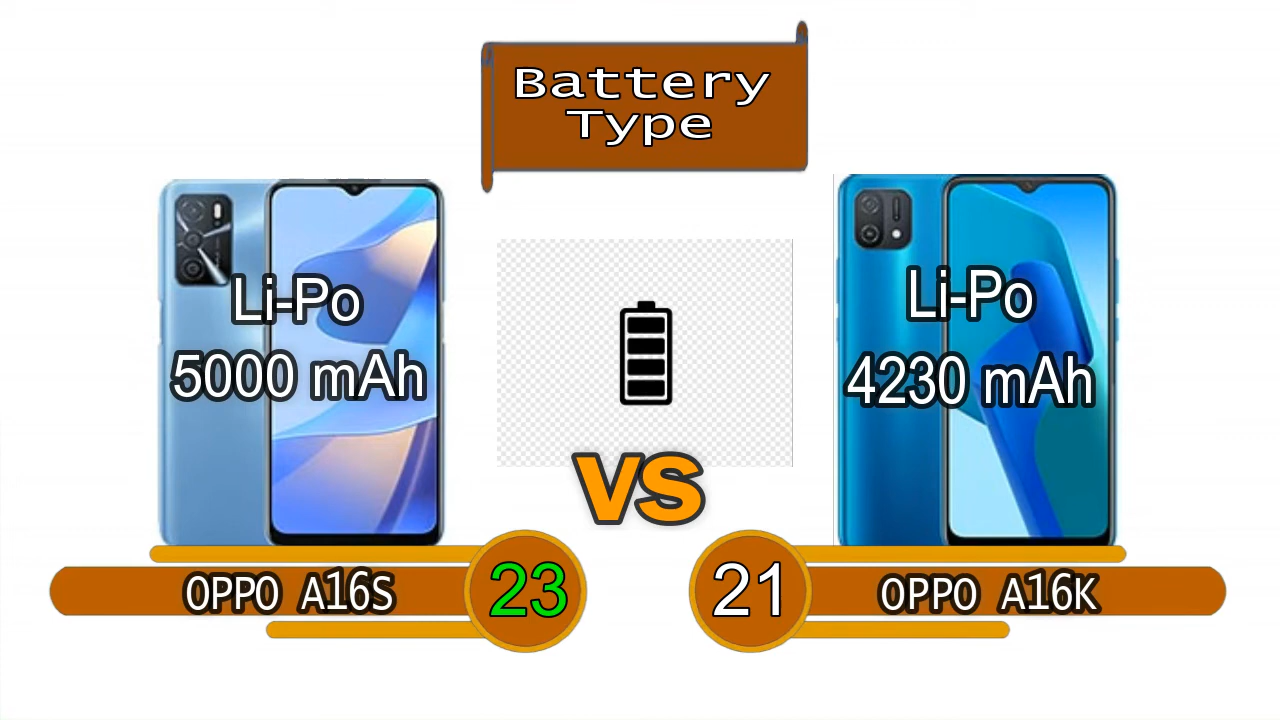 Battery
Type
Li-Po
5000 mAh
Li-Po
4230 mAh
VS
OPPO A16S
23
21
OPPO A16K